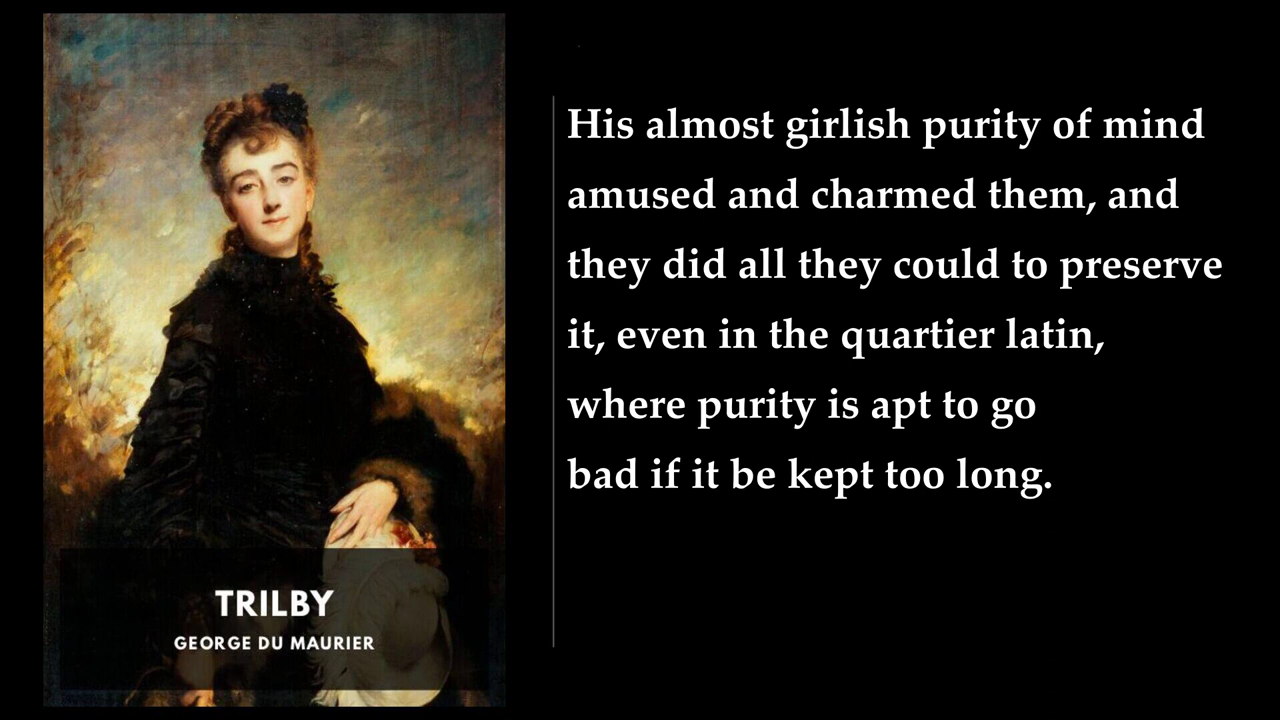 TRILBY
GEORGE DU MAURIER
His almost girlish purity of mind
amused and charmed them, and
they did all they could to preserve
it, even in the quartier latin,
where purity is apt to go
bad if it be kept too long.